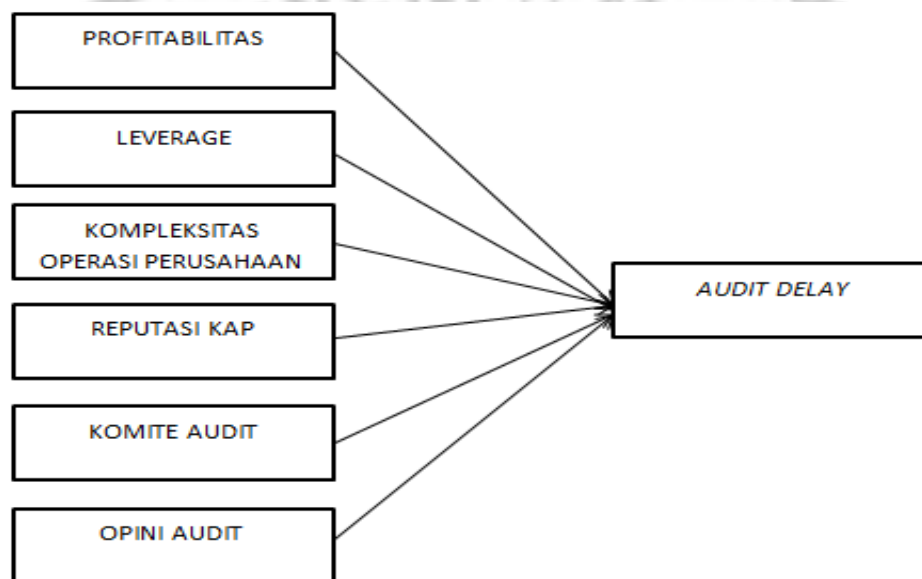 PROFITABILITAS
LEVERAGE
KOMPLEKSITAS
OPERASI PERUSAHAAN
REPUTASI KAP
KOMITE AUDIT
OPINI AUDIT
AUDIT DELAY